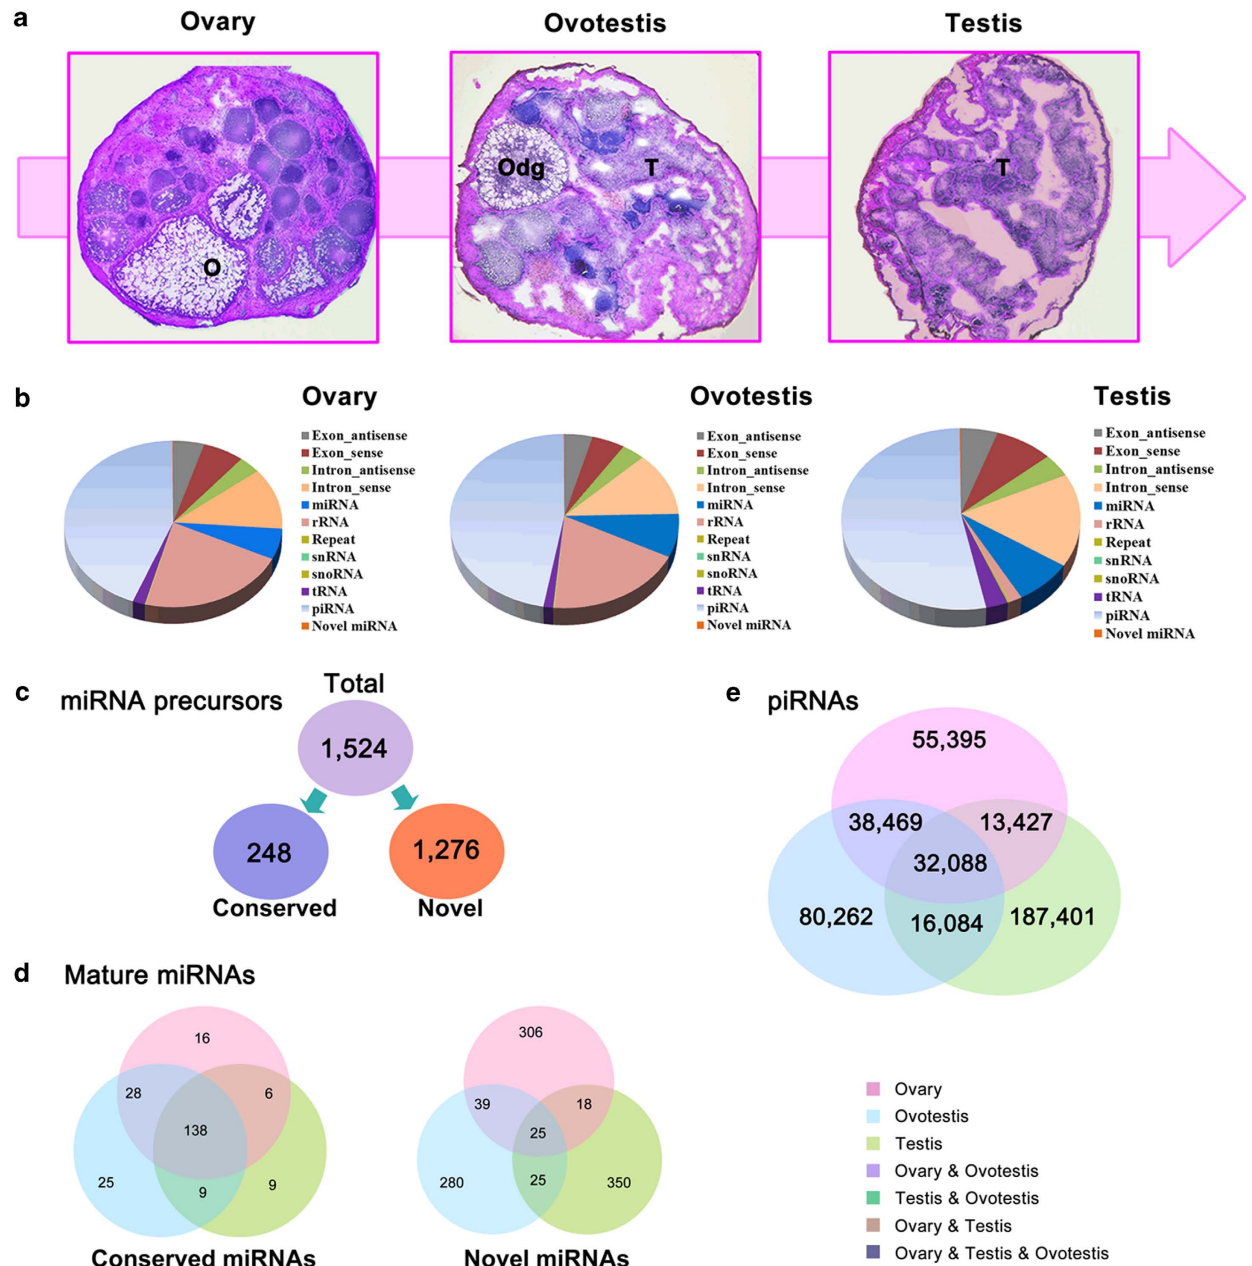 a
Ovary
Ovotestis
Testis
O
Odg
T
T
b
Ovary
Exon_antisense
Exon_sense
Intron_antisense
Intron_sense
miRNA
rRNA
Repeat
snRNA
snoRNA
tRNA
piRNA
Novel miRNA
Ovotestis
Exon_antisense
Exon_sense
Intron_antisense
Intron_sense
miRNA
rRNA
Repeat
snRNA
snoRNA
tRNA
piRNA
Novel miRNA
Testis
Exon_antisense
Exon_sense
Intron_antisense
Intron_sense
miRNA
rRNA
Repeat
snRNA
snoRNA
tRNA
piRNA
Novel miRNA
c
miRNA precursors
Total
1,524
248
1,276
Conserved
Novel
d
Mature miRNAs
16
28
6
138
25
9
9
Conserved miRNAs
306
39
18
25
280
25
350
Novel miRNAs
e
piRNAs
55,395
38,469
13,427
32,088
80,262
16,084
187,401
Ovary
Ovotestis
Testis
Ovary & Ovotestis
Testis & Ovotestis
Ovary & Testis
Ovary & Testis & Ovotestis